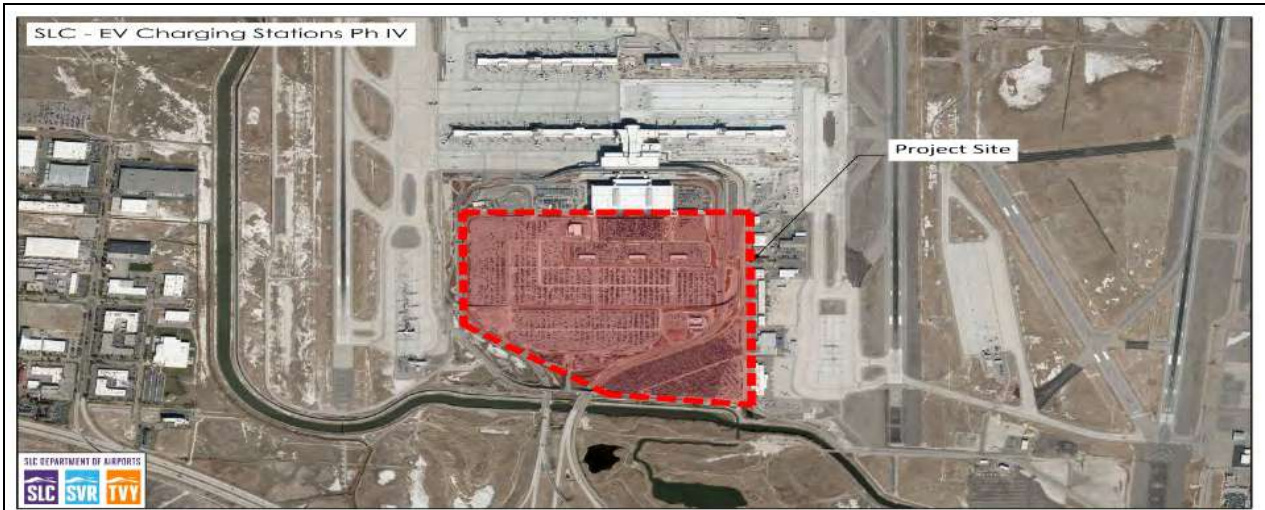 SLC - EV Charging Stations Ph IV
Project Site
SLC DEPARTMENT OF AIRPORTS
SLC SVR TVY